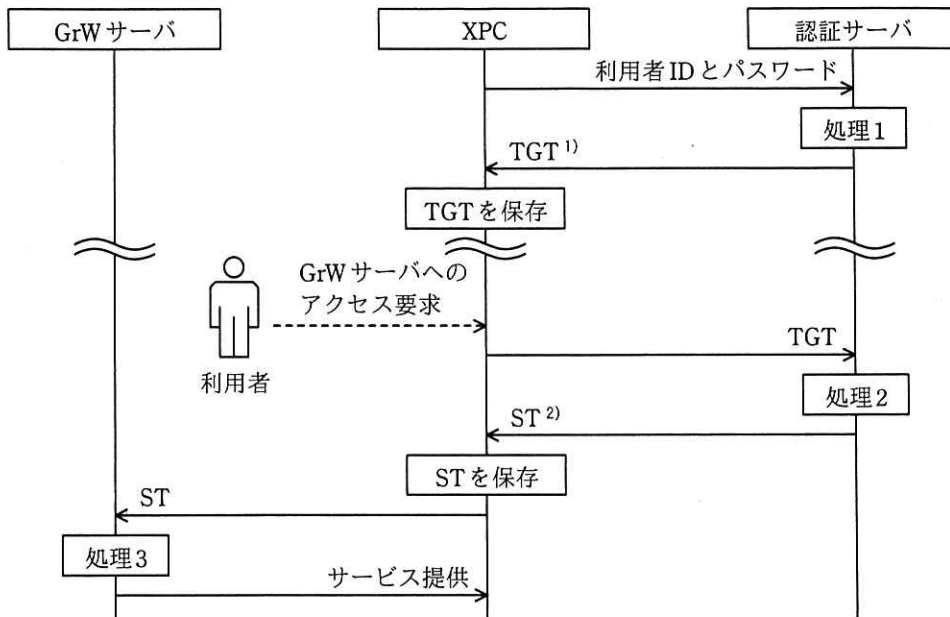 GrWサーバ
XPC
認証サーバ
利用者IDとパスワード
処理1
TGT 1)
TGTを保存
GrWサーバへの
アクセス要求
利用者
TGT
処理2
ST 2)
STを保存
ST
処理3
サービス提供